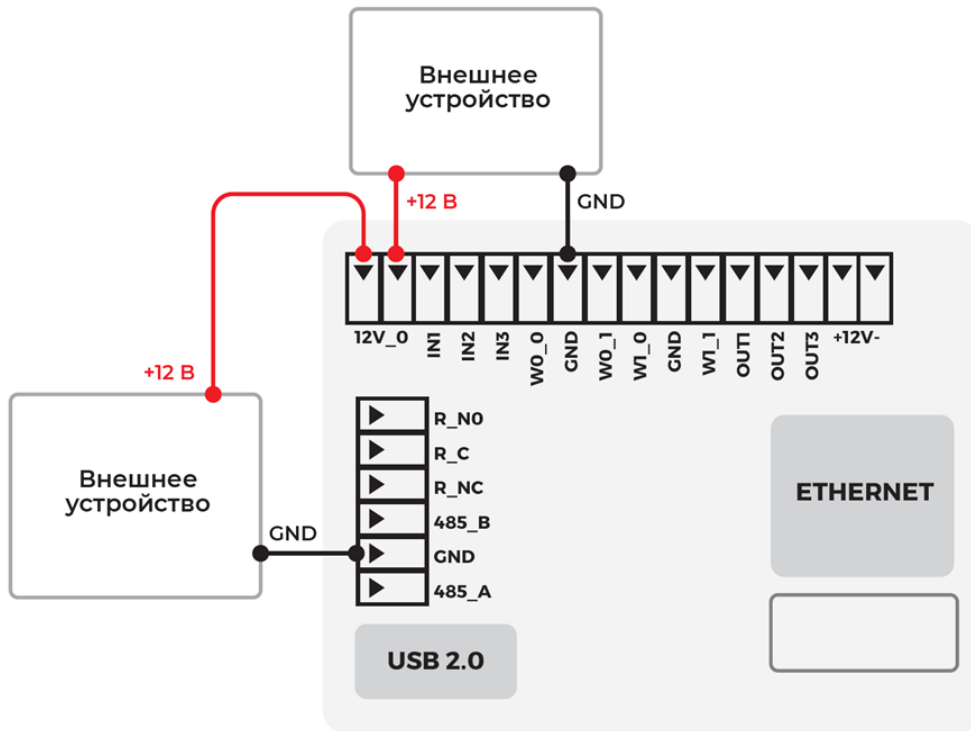 Внешнее
устройство
+12 В
GND
12V_0
IN1
IN2
IN3
W0_0
GND
W0_1
W1_0
GND
W1_1
OUT1
OUT2
OUT3
+12V-
+12 В
Внешнее
устройство
GND
R_N0
R_C
R_NC
485_B
GND
485_A
ETHERNET
USB 2.0